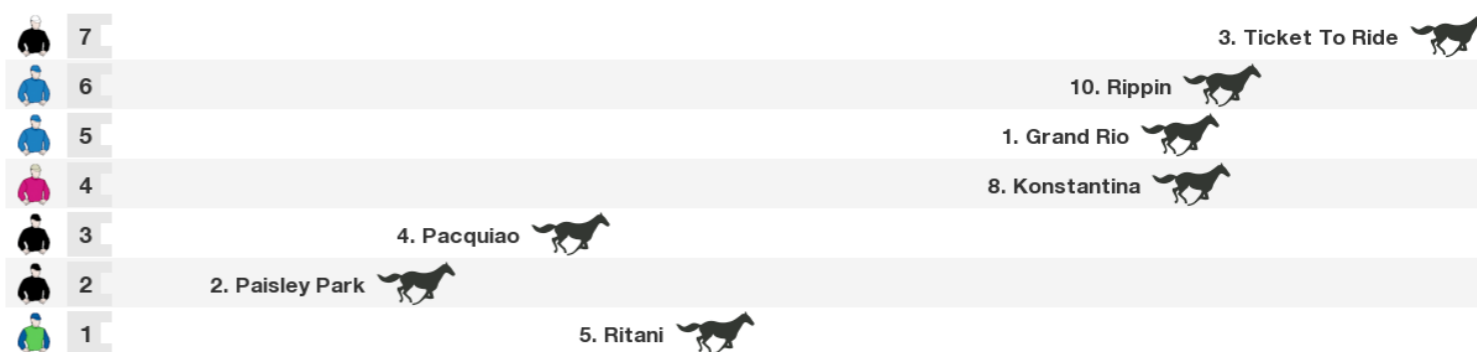 7 3. Ticket To Ride
6 10. Rippin
5 1. Grand Rio
4 8. Konstantina
3 4. Pacquiao
2 2. Paisley Park
1 5. Ritani